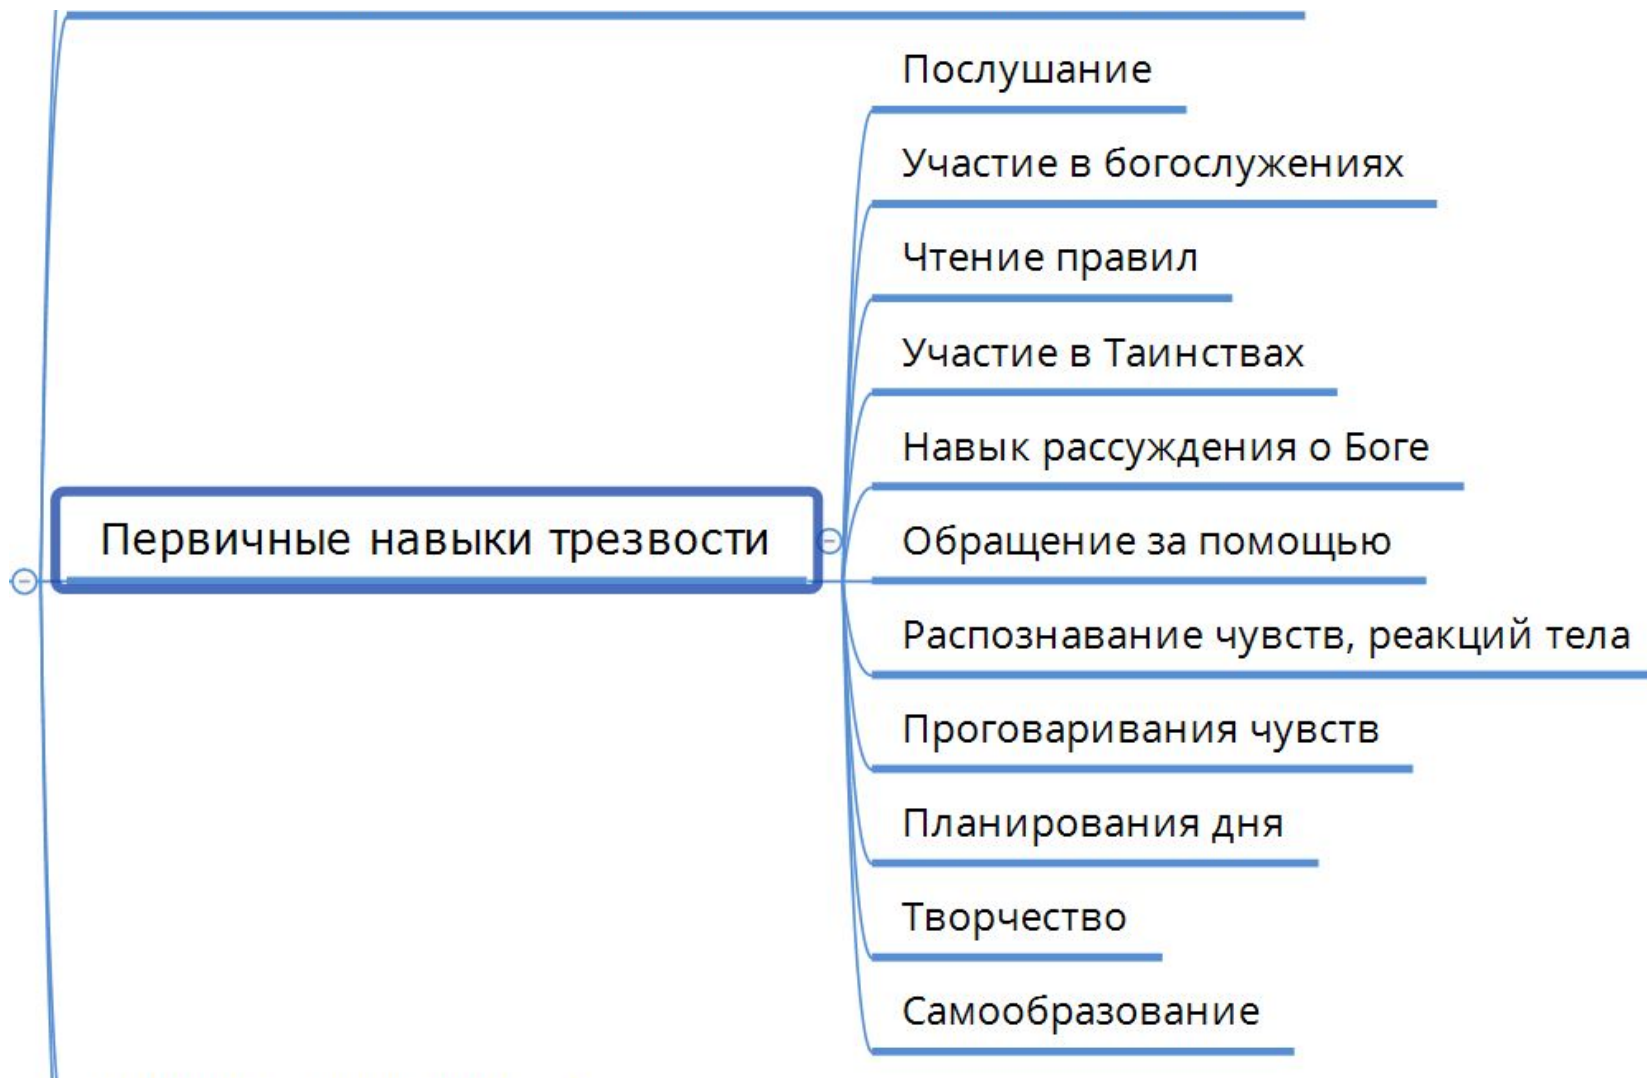 Послушание
Участие в богослужениях
Чтение правил
Участие в Таинствах
Навык рассуждения о Боге
Первичные навыки трезвости
Обращение за помощью
Распознавание чувств, реакций тела
Проговаривания чувств
Планирования дня
Творчество
Самообразование